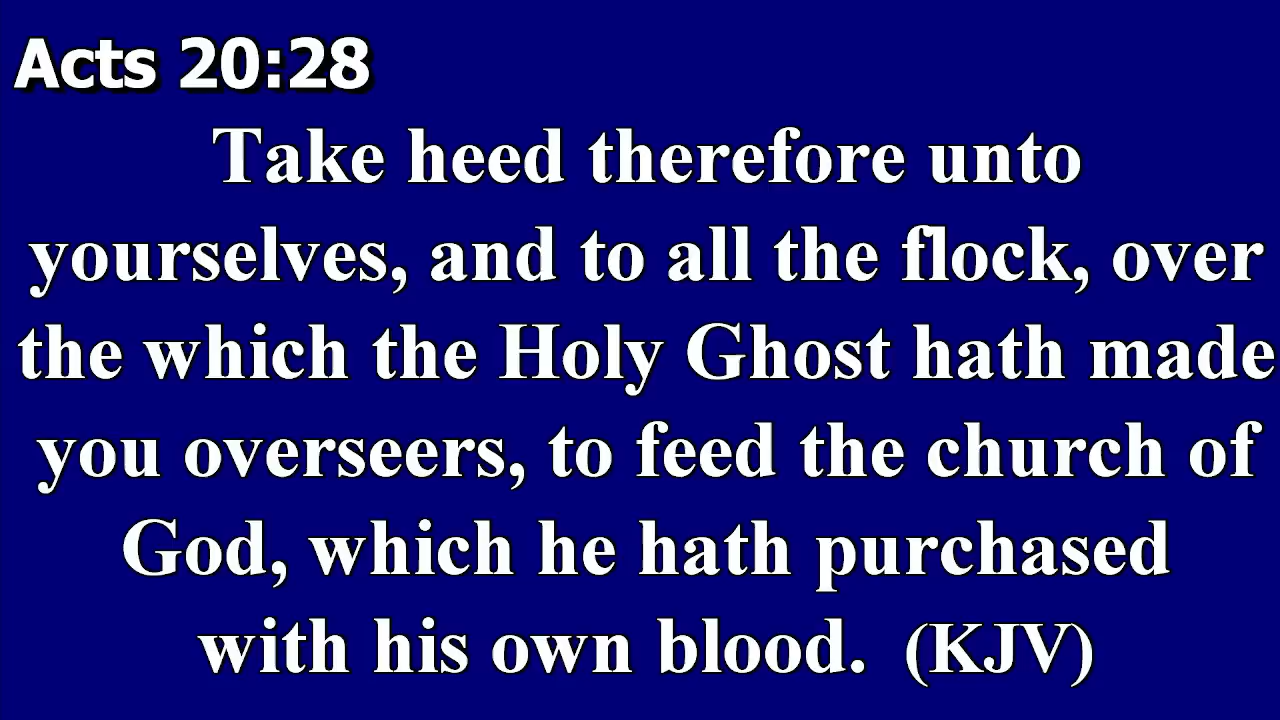 Acts 20:28
Take heed therefore unto
yourselves, and to all the flock, over
the which the Holy Ghost hath made
you overseers, to feed the church of
God, which he hath purchased
with his own blood.  (KJV)